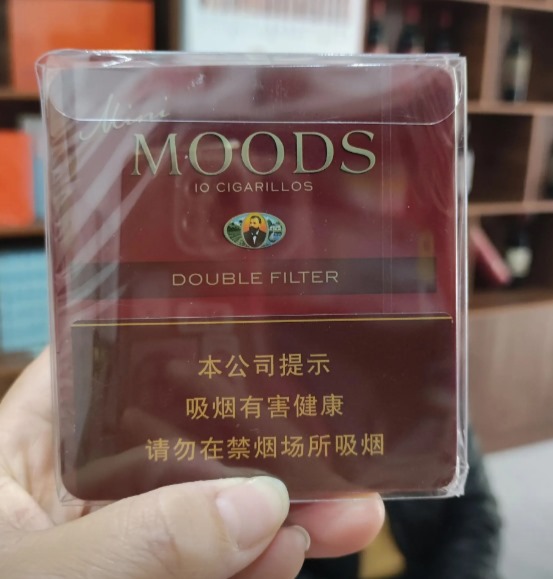 Mini
MOODS
10 CIGARILLOS
DOUBLE FILTER
本公司提示
吸烟有害健康
请勿在禁烟场所吸烟